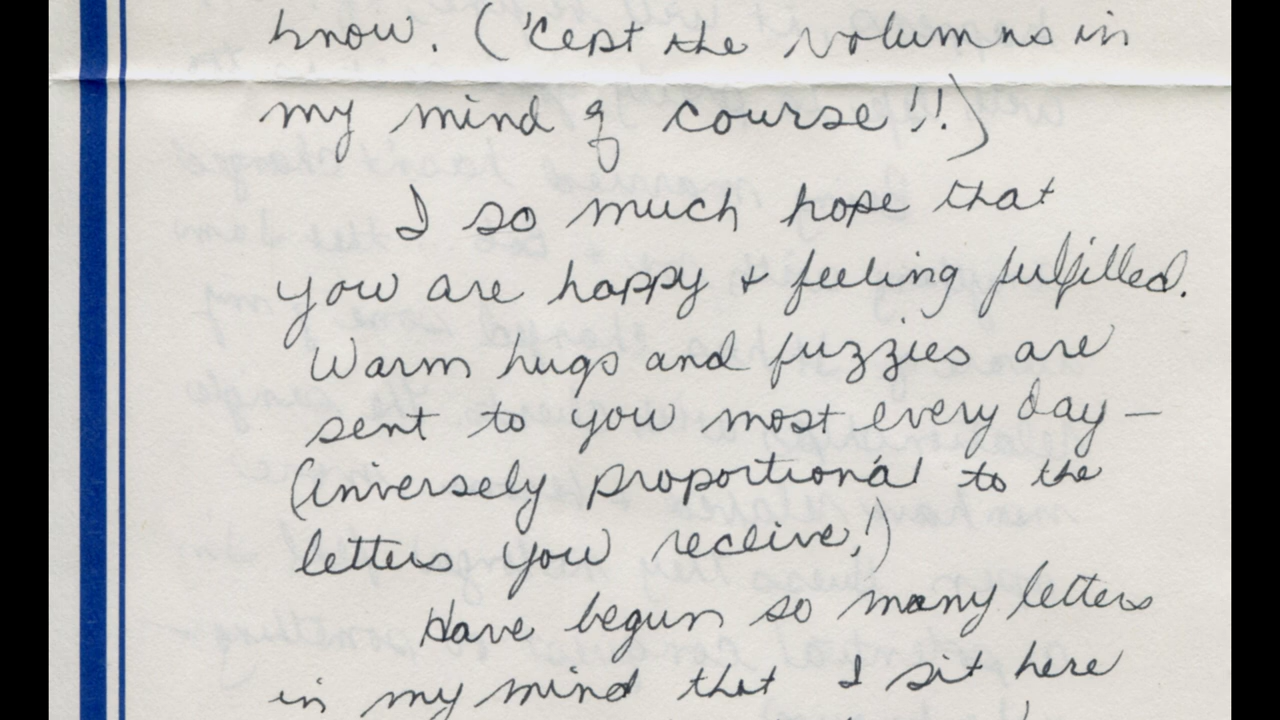 know. ('cept the volumns in
my mind of course!!)
I so much hope that
you are happy + feeling fulfilled.
Warm hugs and fuzzies are
sent to you most every day —
(inversely proportional to the
letters you receive!)
Have begun so many letters
in my mind that I sit here